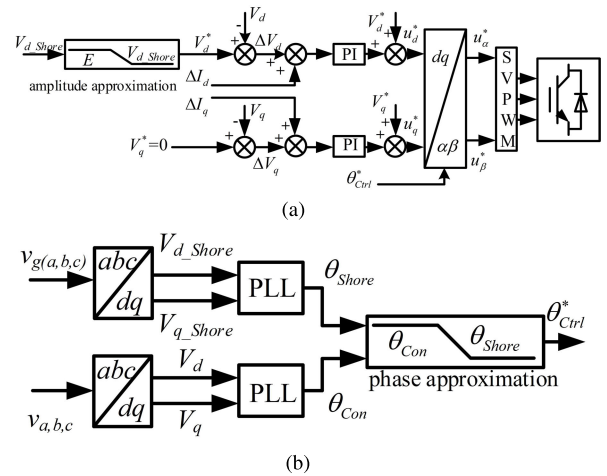 V_d_Shore
E
V_d_Shore
amplitude approximation
V_d^*
+
-
V_d
ΔV_d
+
+
ΔI_d
PI
V_d^*
+
+
u_d^*
dq
αβ
u_α^*
S
V
P
W
M
ΔI_q
V_q^*=0
+
-
V_q
ΔV_q
+
+
PI
V_q^*
+
+
u_q^*
u_β^*
θ_Ctrl^*
(a)
v_g(a,b,c)
abc
dq
V_d_Shore
V_q_Shore
PLL
θ_Shore
v_a,b,c
abc
dq
V_d
V_q
PLL
θ_Con
θ_Con
θ_Shore
phase approximation
θ_Ctrl^*
(b)